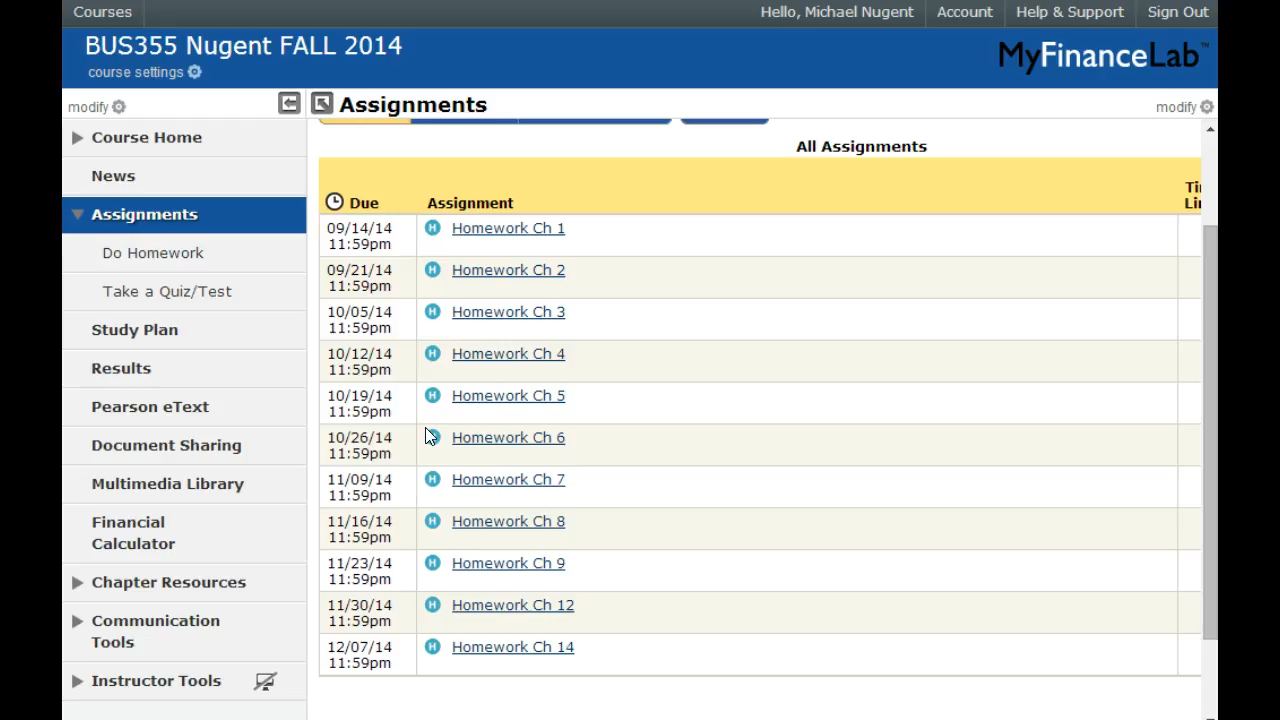 Courses
Hello, Michael Nugent
Account
Help & Support
Sign Out
BUS355 Nugent FALL 2014
course settings
MyFinanceLab™
modify
Assignments
modify
Course Home
News
Assignments
Do Homework
Take a Quiz/Test
Study Plan
Results
Pearson eText
Document Sharing
Multimedia Library
Financial
Calculator
Chapter Resources
Communication
Tools
Instructor Tools
All Assignments
Due
Assignment
09/14/14
11:59pm
H
Homework Ch 1
09/21/14
11:59pm
H
Homework Ch 2
10/05/14
11:59pm
H
Homework Ch 3
10/12/14
11:59pm
H
Homework Ch 4
10/19/14
11:59pm
H
Homework Ch 5
10/26/14
11:59pm
Homework Ch 6
11/09/14
11:59pm
H
Homework Ch 7
11/16/14
11:59pm
H
Homework Ch 8
11/23/14
11:59pm
H
Homework Ch 9
11/30/14
11:59pm
H
Homework Ch 12
12/07/14
11:59pm
H
Homework Ch 14